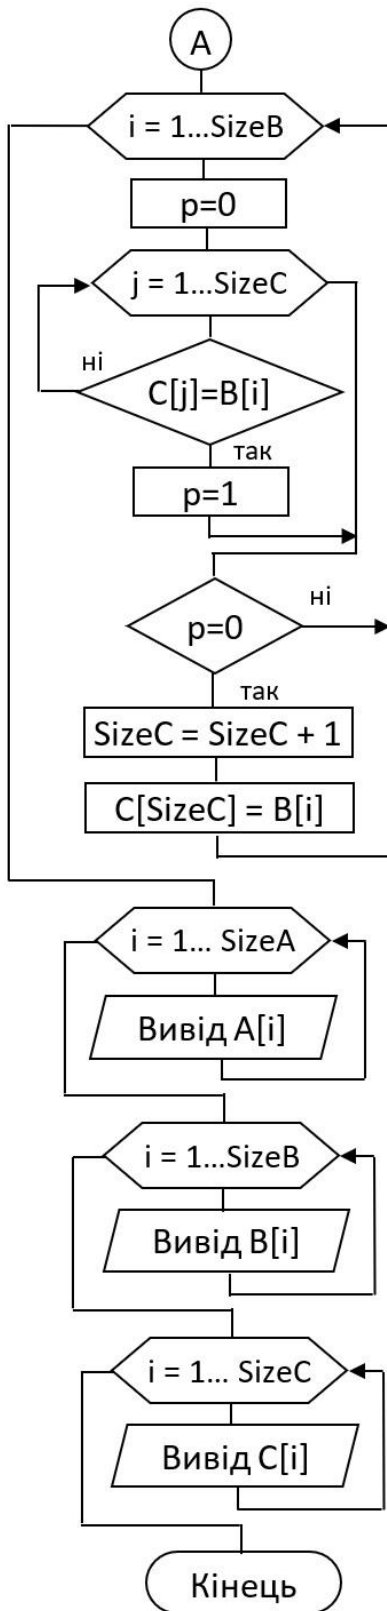 A
i = 1...SizeB
p=0
j = 1...SizeC
ні
C[j]=B[i]
так
p=1
ні
p=0
так
SizeC = SizeC + 1
C[SizeC] = B[i]
i = 1... SizeA
Вивід A[i]
i = 1...SizeB
Вивід B[i]
i = 1... SizeC
Вивід C[i]
Кінець